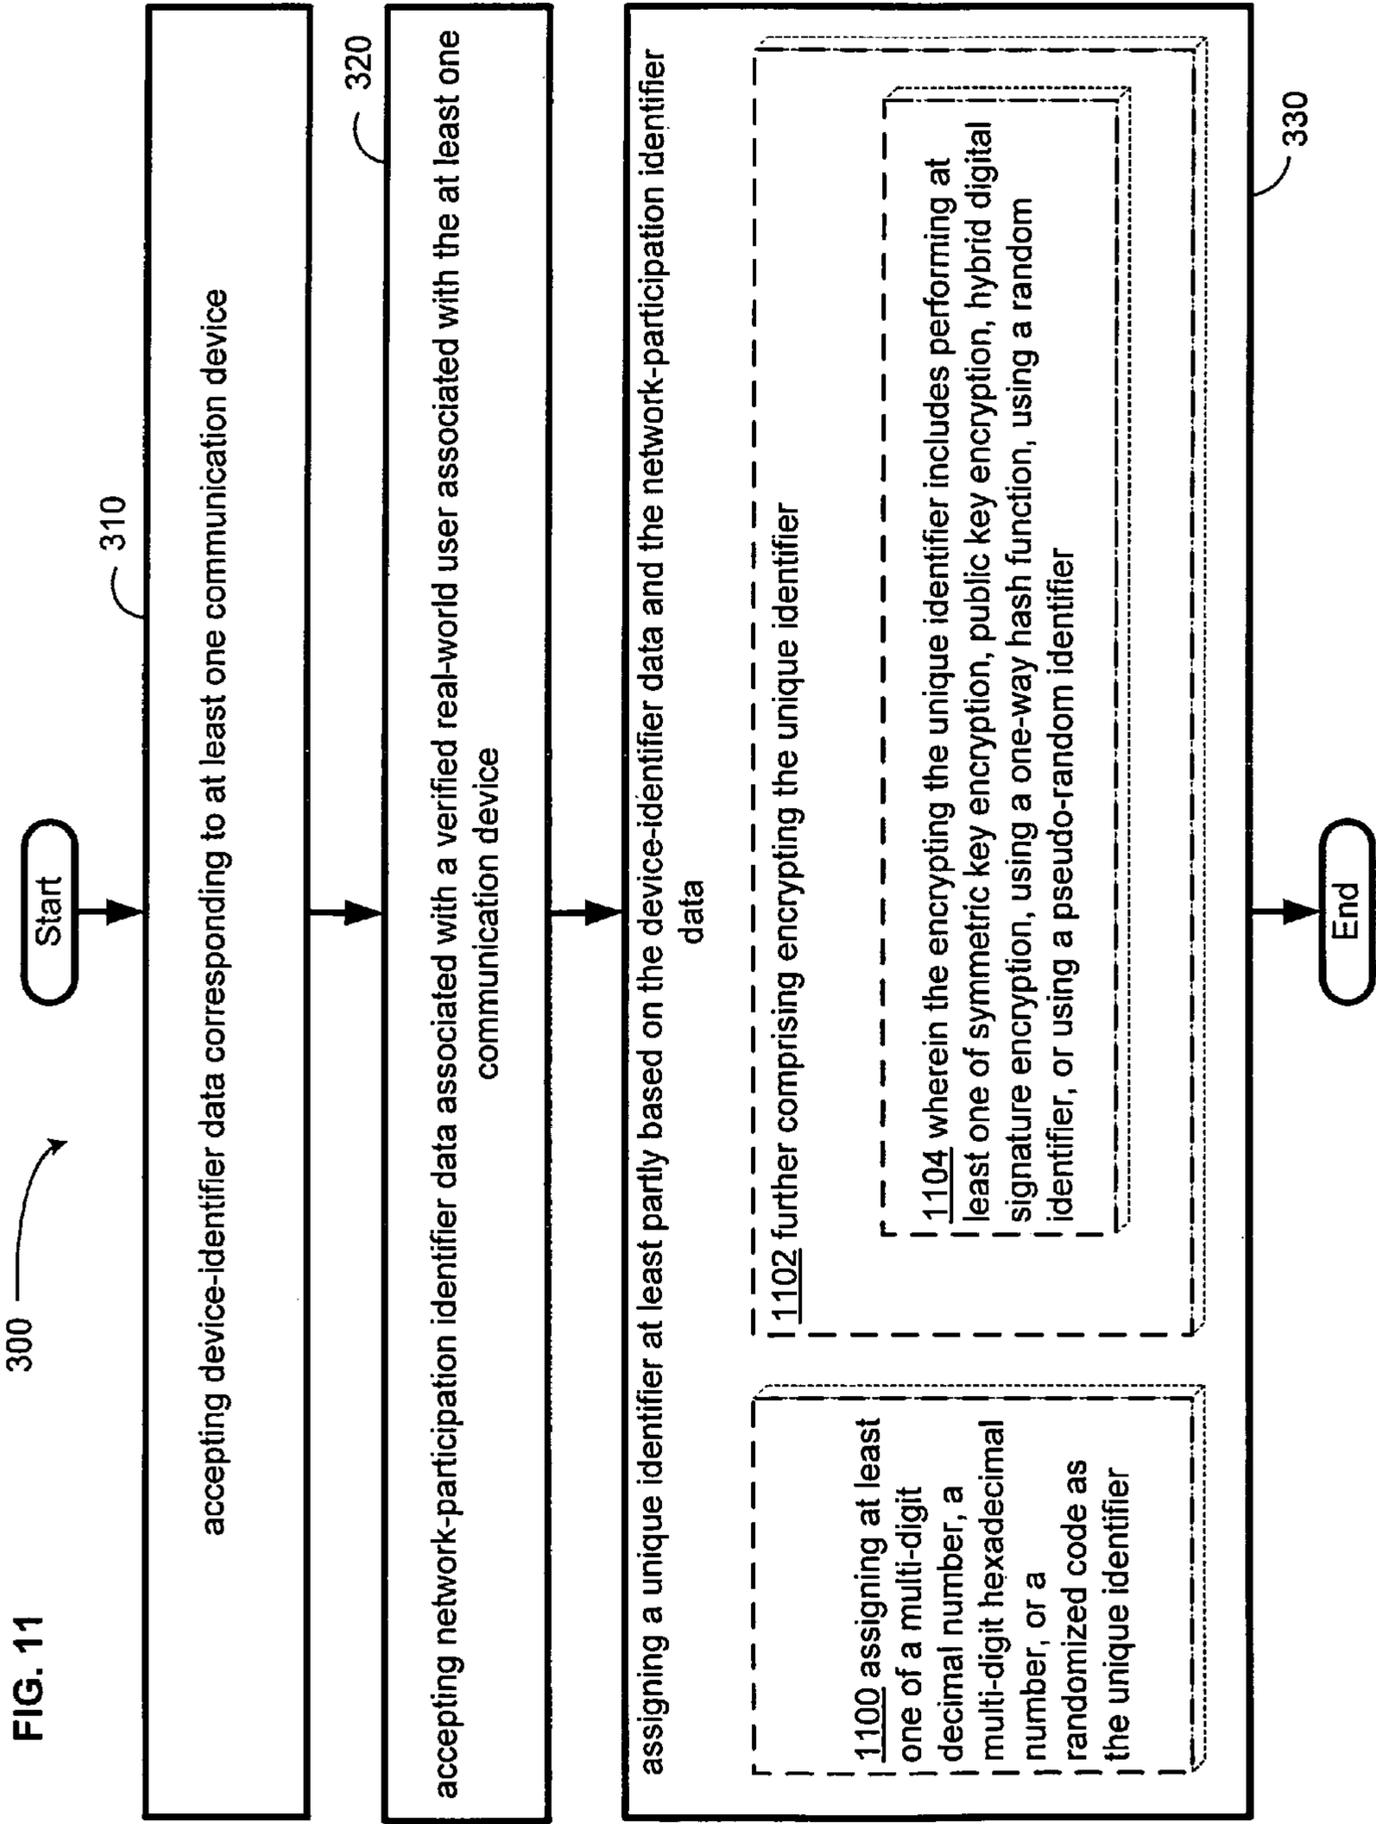 FIG. 11
300
Start
310
accepting device-identifier data corresponding to at least one communication device
320
accepting network-participation identifier data associated with a verified real-world user associated with the at least one
communication device
assigning a unique identifier at least partly based on the device-identifier data and the network-participation identifier
data
1100 assigning at least
one of a multi-digit
decimal number, a
multi-digit hexadecimal
number, or a
randomized code as
the unique identifier
1102 further comprising encrypting the unique identifier
1104 wherein the encrypting the unique identifier includes performing at
least one of symmetric key encryption, public key encryption, hybrid digital
signature encryption, using a one-way hash function, using a random
identifier, or using a pseudo-random identifier
330
End